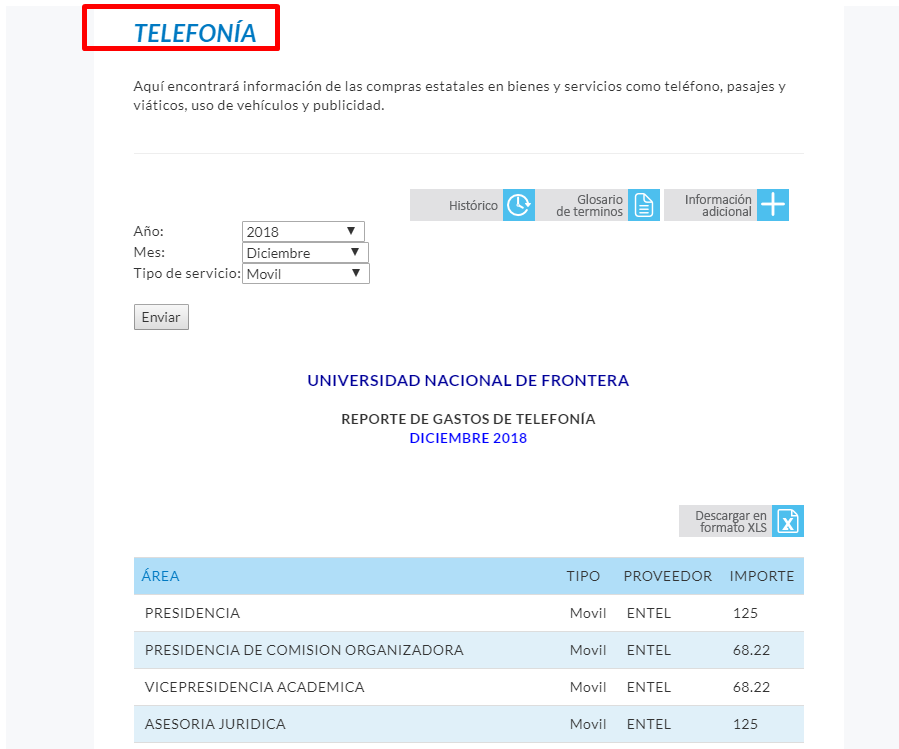 TELEFONÍA
Aquí encontrará información de las compras estatales en bienes y servicios como teléfono, pasajes y
viáticos, uso de vehículos y publicidad.
Histórico
Glosario
de terminos
Información
adicional
Año: 2018
Mes: Diciembre
Tipo de servicio: Movil
Enviar
UNIVERSIDAD NACIONAL DE FRONTERA
REPORTE DE GASTOS DE TELEFONÍA
DICIEMBRE 2018
Descargar en
formato XLS
ÁREA TIPO PROVEEDOR IMPORTE
PRESIDENCIA Movil ENTEL 125
PRESIDENCIA DE COMISION ORGANIZADORA Movil ENTEL 68.22
VICEPRESIDENCIA ACADEMICA Movil ENTEL 68.22
ASESORIA JURIDICA Movil ENTEL 125